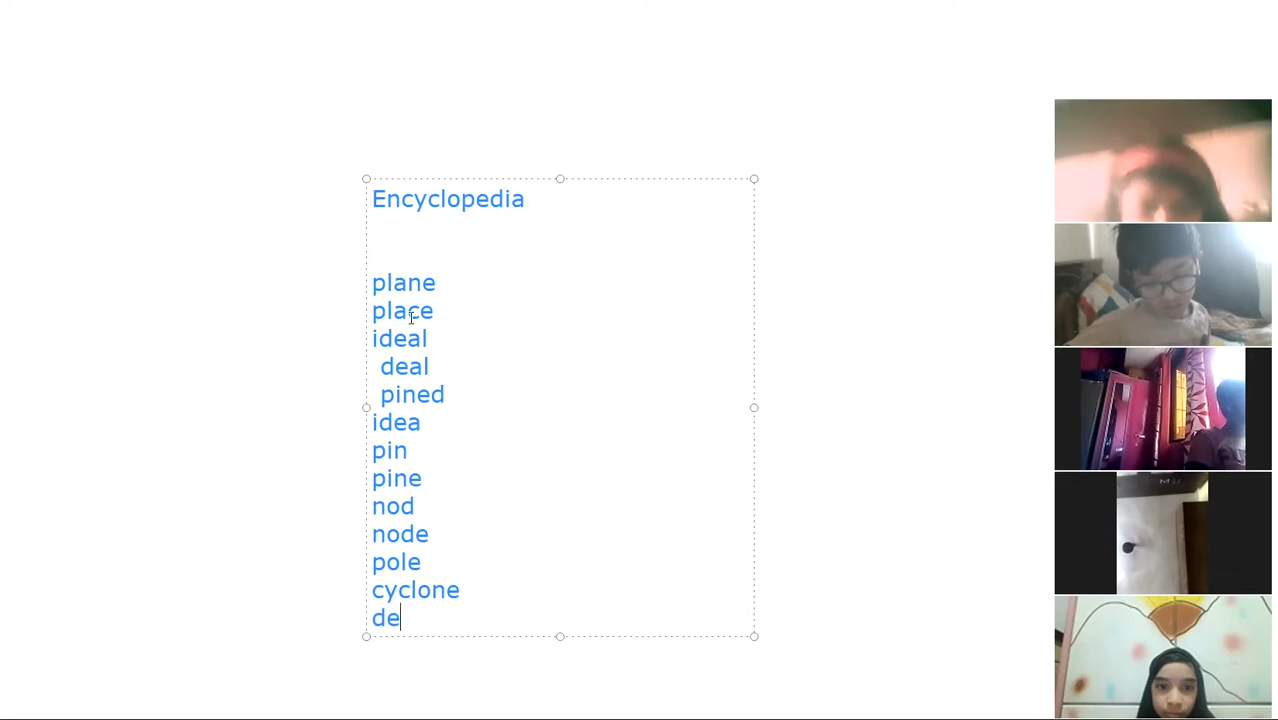 Encyclopedia
plane
place
ideal
deal
pined
idea
pin
pine
nod
node
pole
cyclone
de